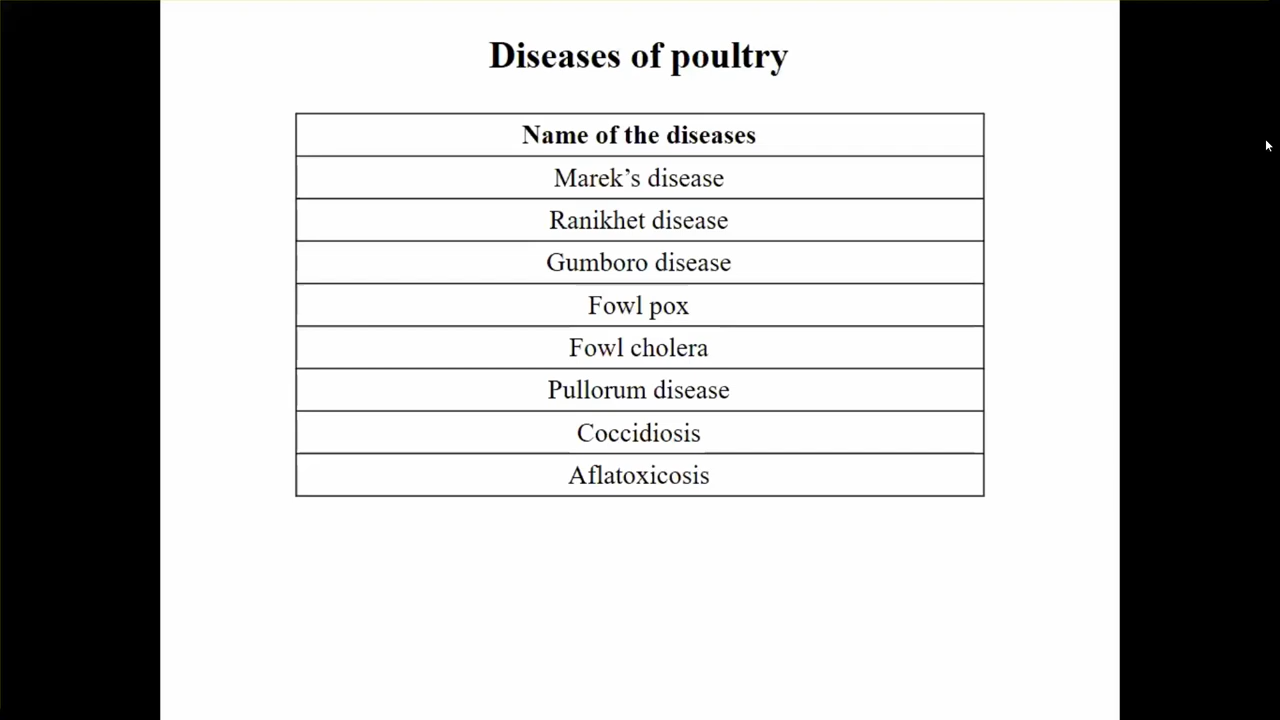 Diseases of poultry
Name of the diseases
Marek’s disease
Ranikhet disease
Gumboro disease
Fowl pox
Fowl cholera
Pullorum disease
Coccidiosis
Aflatoxicosis